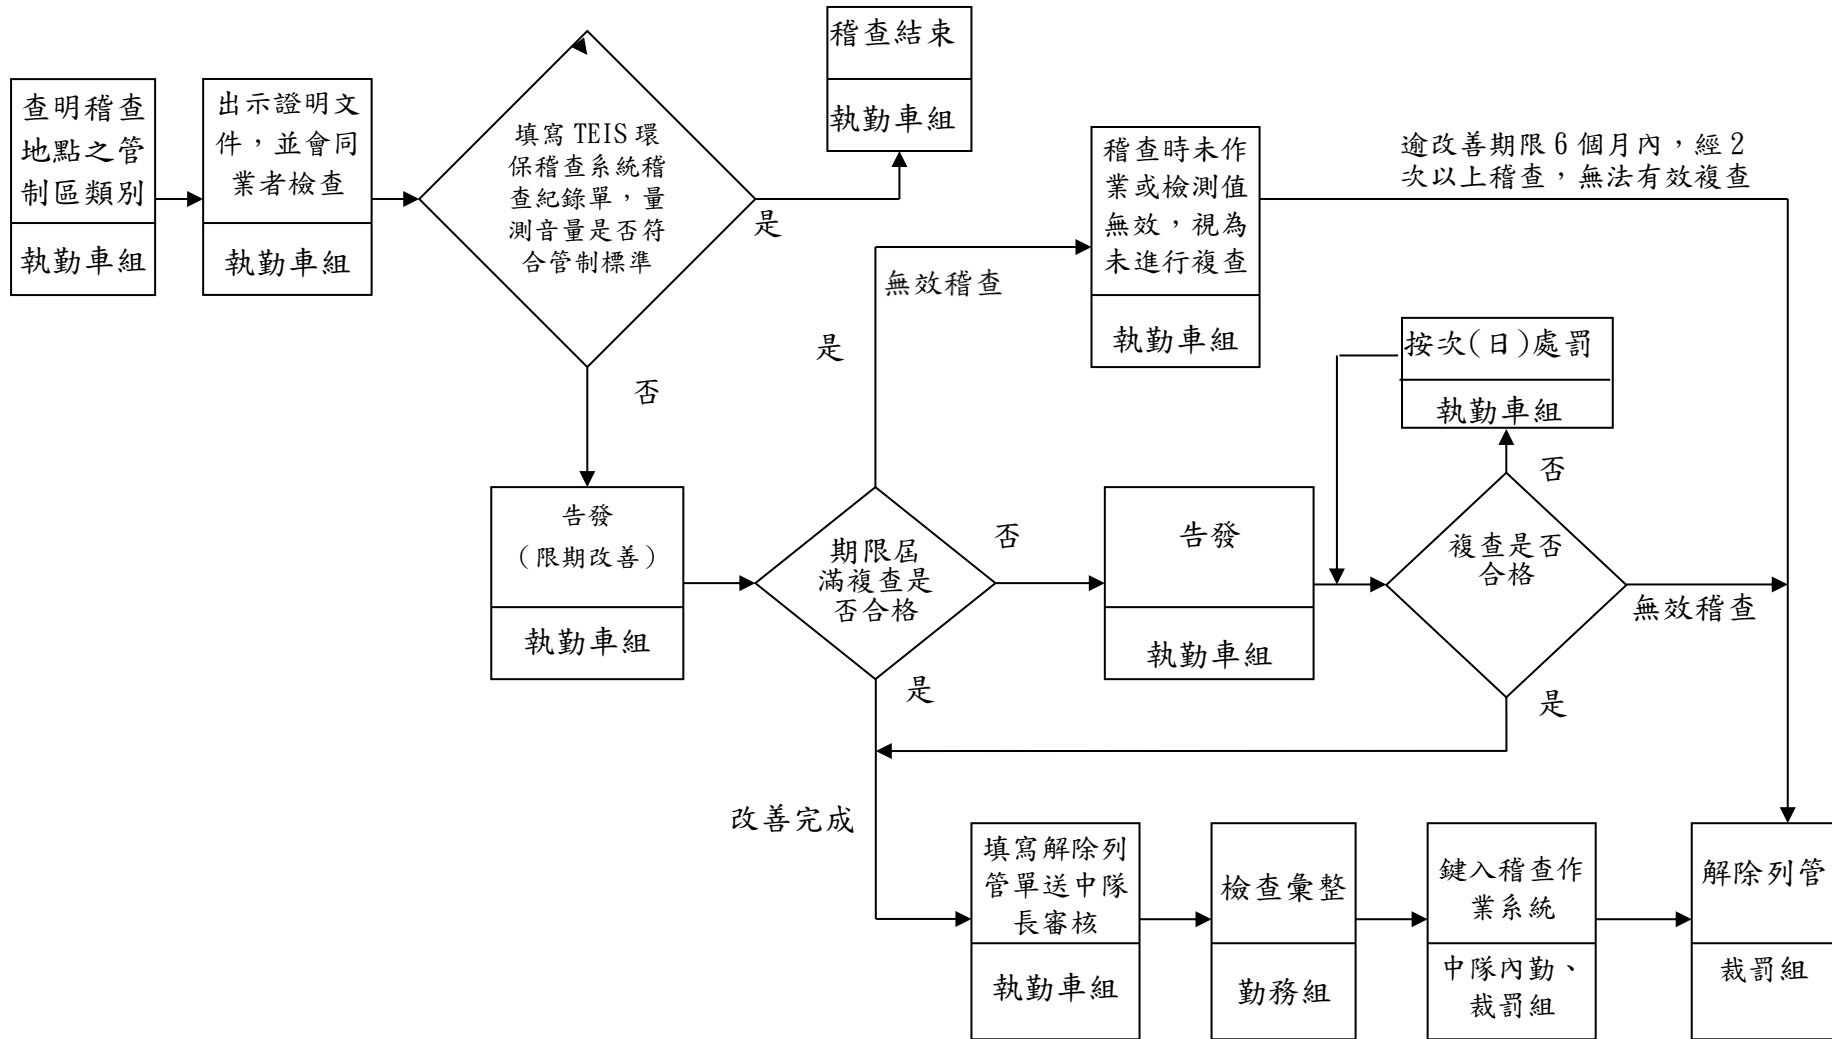 查明稽查
地點之管
制區類別
執勤車組
出示證明文
件，並會同
業者檢查
執勤車組
填寫 TEIS 環
保稽查系統稽
查紀錄單，量
測音量是否符
合管制標準
是
否
稽查結束
執勤車組
告發
（限期改善）
執勤車組
期限屆
滿複查是
否合格
是
無效稽查
稽查時未作
業或檢測值
無效，視為
未進行複查
執勤車組
逾改善期限 6 個月內，經 2
次以上稽查，無法有效複查
否
告發
執勤車組
複查是否
合格
否
按次(日)處罰
執勤車組
無效稽查
是
是
改善完成
填寫解除列
管單送中隊
長審核
執勤車組
檢查彙整
勤務組
鍵入稽查作
業系統
中隊內勤、
裁罰組
解除列管
裁罰組